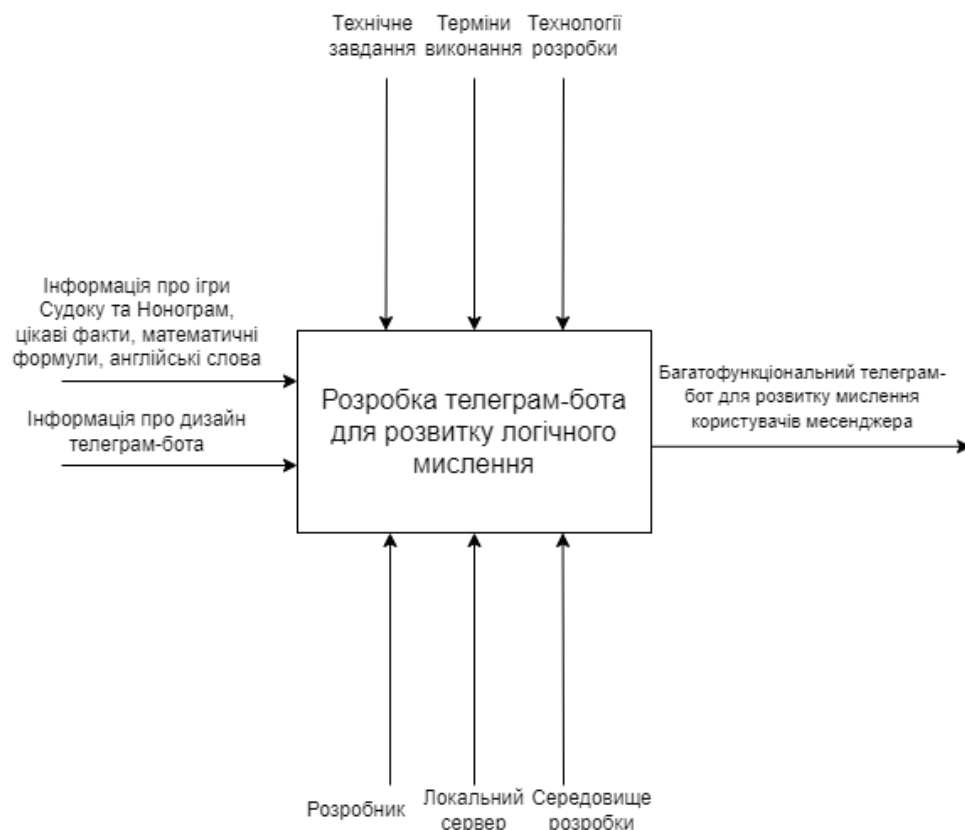 Технічне
завдання
Терміни
виконання
Технології
розробки
Інформація про ігри
Судоку та Нонограм,
цікаві факти, математичні
формули, англійські слова
Інформація про дизайн
телеграм-бота
Розробка телеграм-бота
для розвитку логічного
мислення
Багатофункціональний телеграм-
бот для розвитку мислення
користувачів месенджера
Розробник
Локальний
сервер
Середовище
розробки